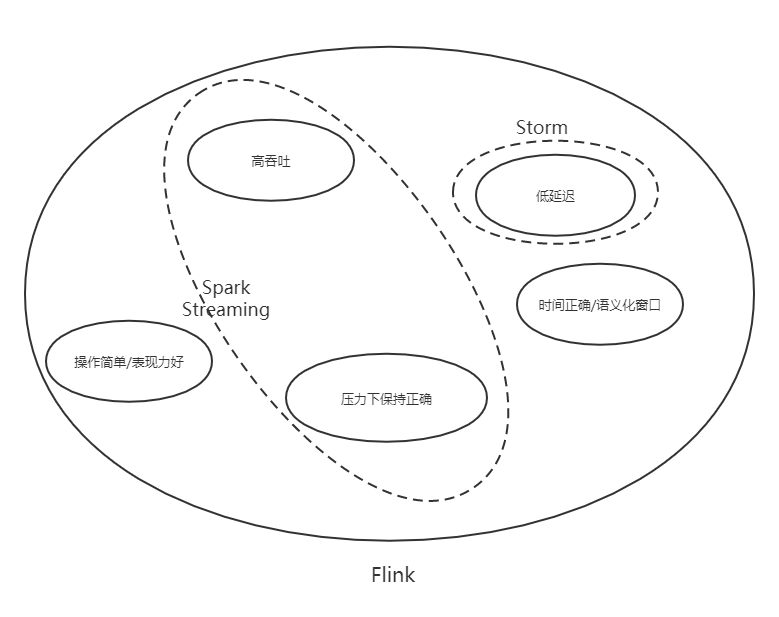 Storm
高吞吐
低延迟
Spark
Streaming
时间正确/语义化窗口
操作简单/表现力好
压力下保持正确
Flink